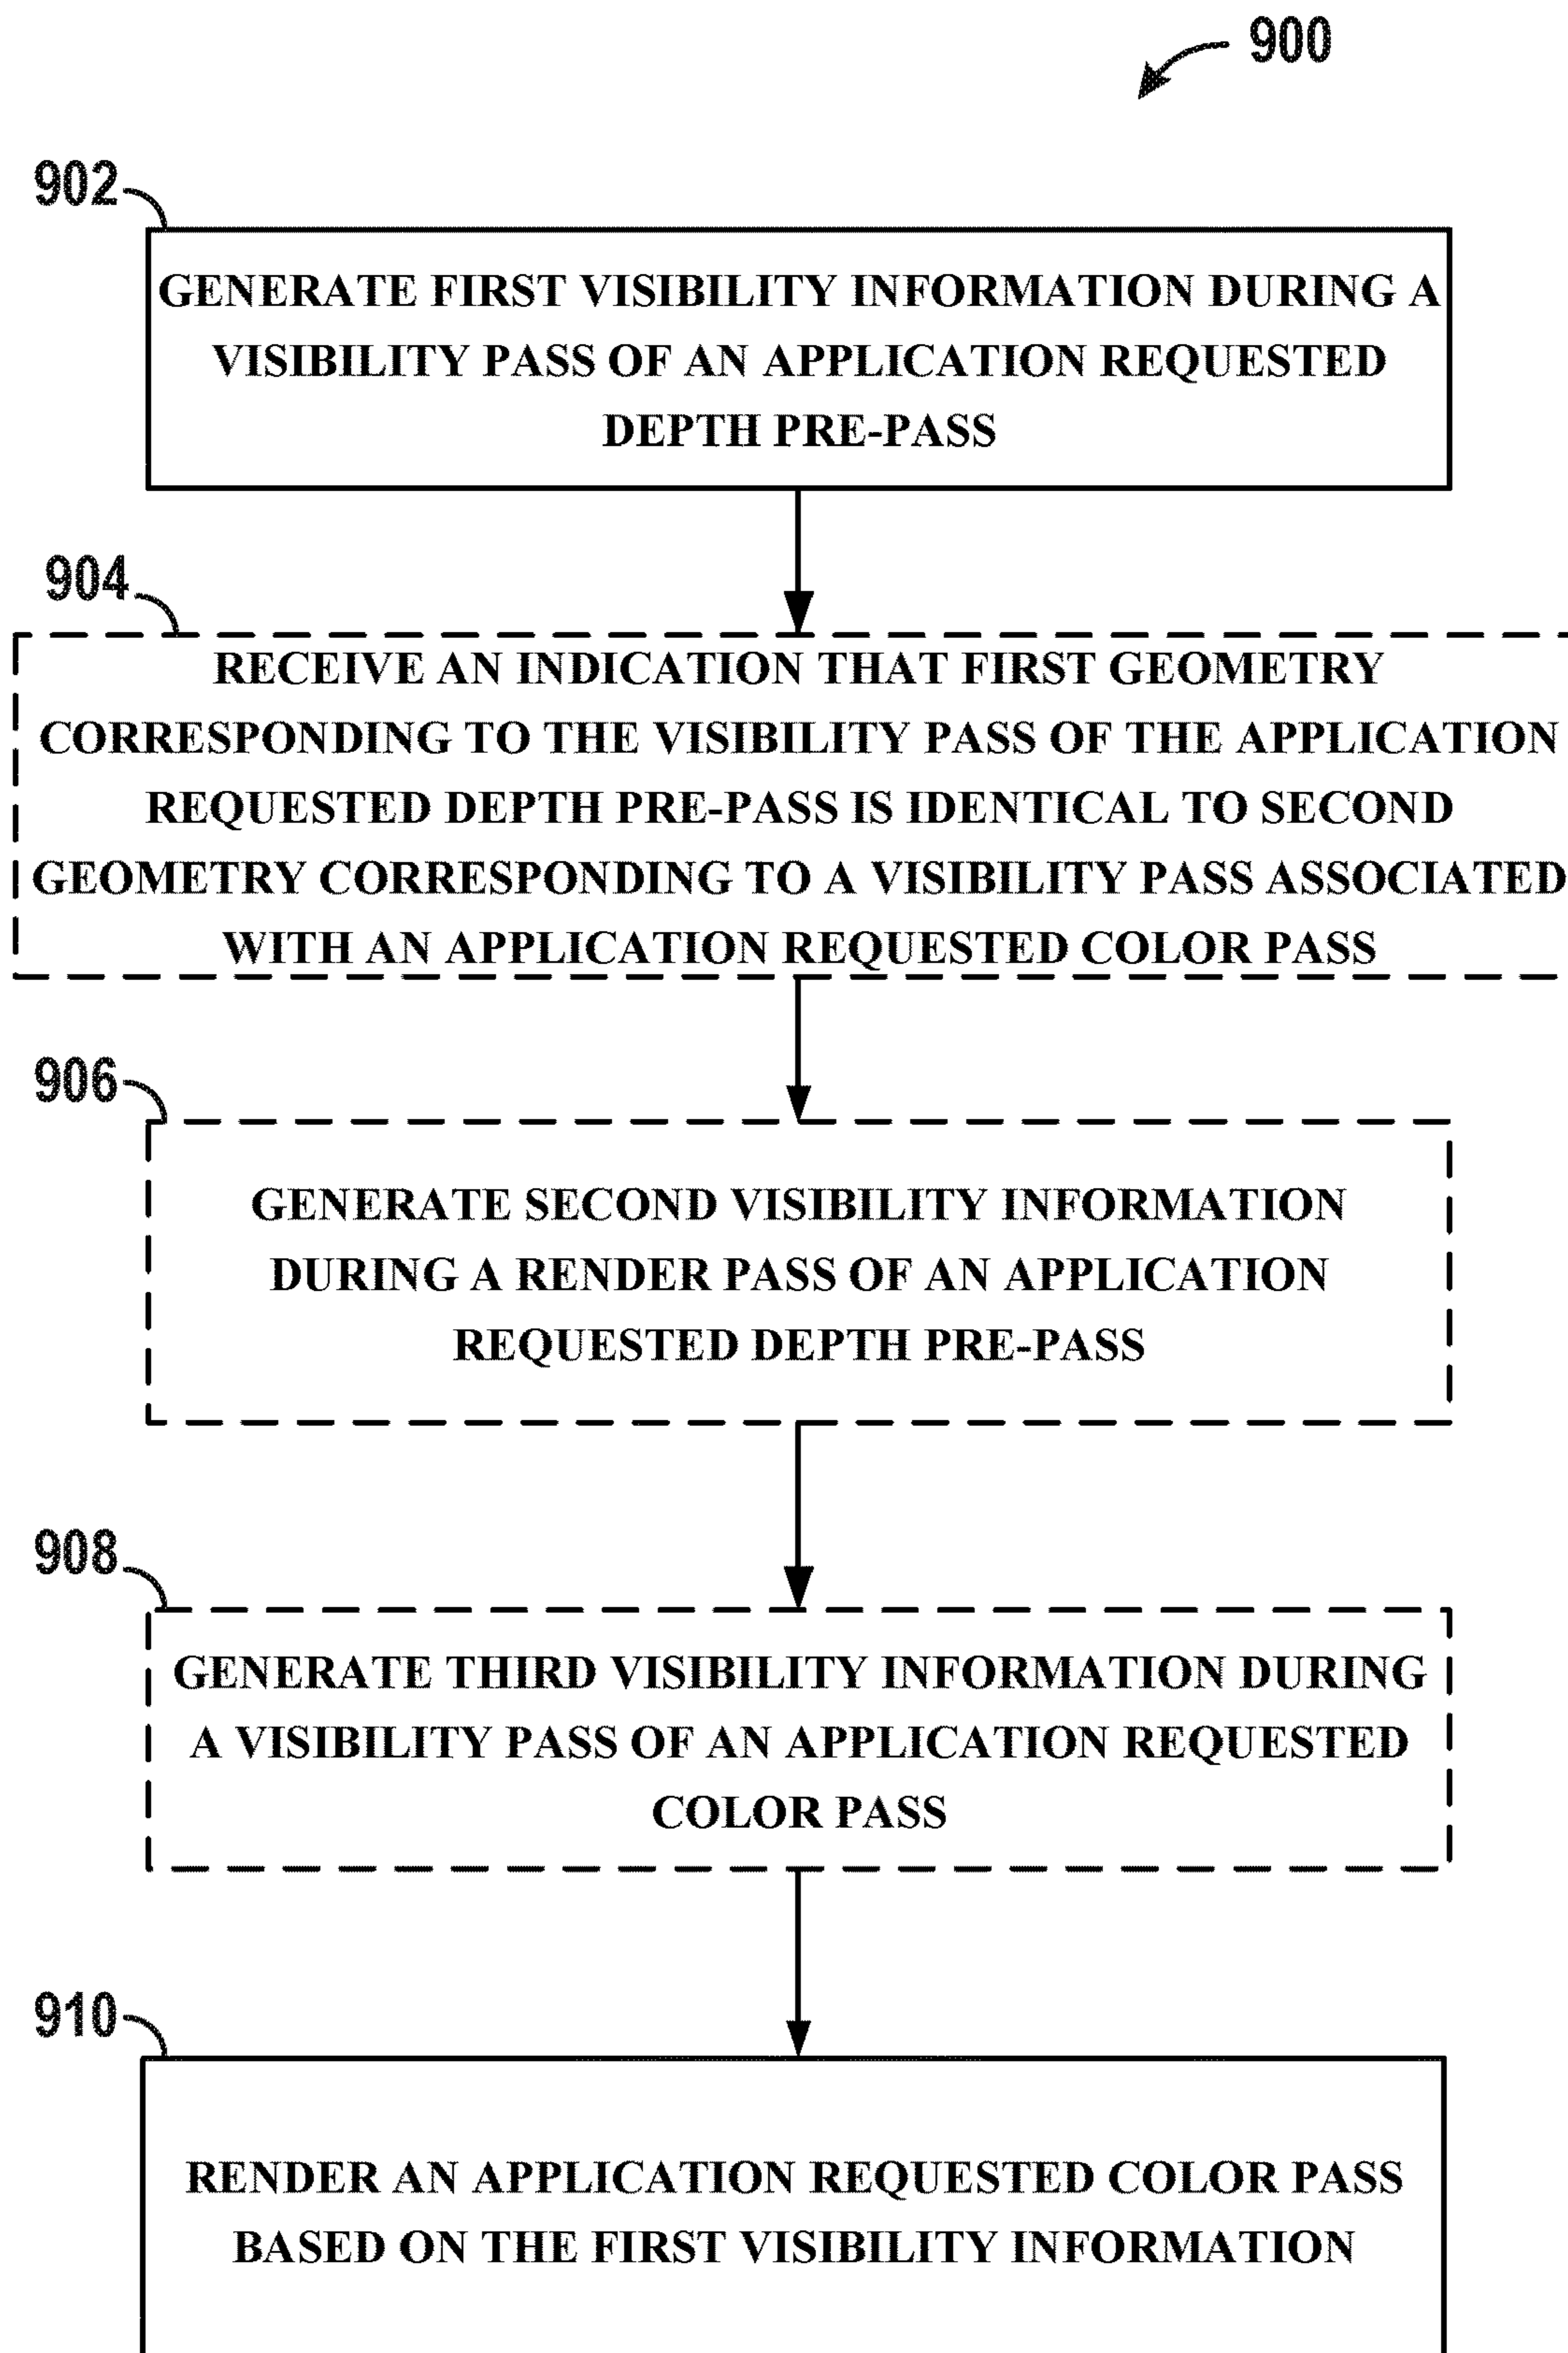 900
902
GENERATE FIRST VISIBILITY INFORMATION DURING A
VISIBILITY PASS OF AN APPLICATION REQUESTED
DEPTH PRE-PASS
904
RECEIVE AN INDICATION THAT FIRST GEOMETRY
CORRESPONDING TO THE VISIBILITY PASS OF THE APPLICATION
REQUESTED DEPTH PRE-PASS IS IDENTICAL TO SECOND
GEOMETRY CORRESPONDING TO A VISIBILITY PASS ASSOCIATED
WITH AN APPLICATION REQUESTED COLOR PASS
906
GENERATE SECOND VISIBILITY INFORMATION
DURING A RENDER PASS OF AN APPLICATION
REQUESTED DEPTH PRE-PASS
908
GENERATE THIRD VISIBILITY INFORMATION DURING
A VISIBILITY PASS OF AN APPLICATION REQUESTED
COLOR PASS
910
RENDER AN APPLICATION REQUESTED COLOR PASS
BASED ON THE FIRST VISIBILITY INFORMATION